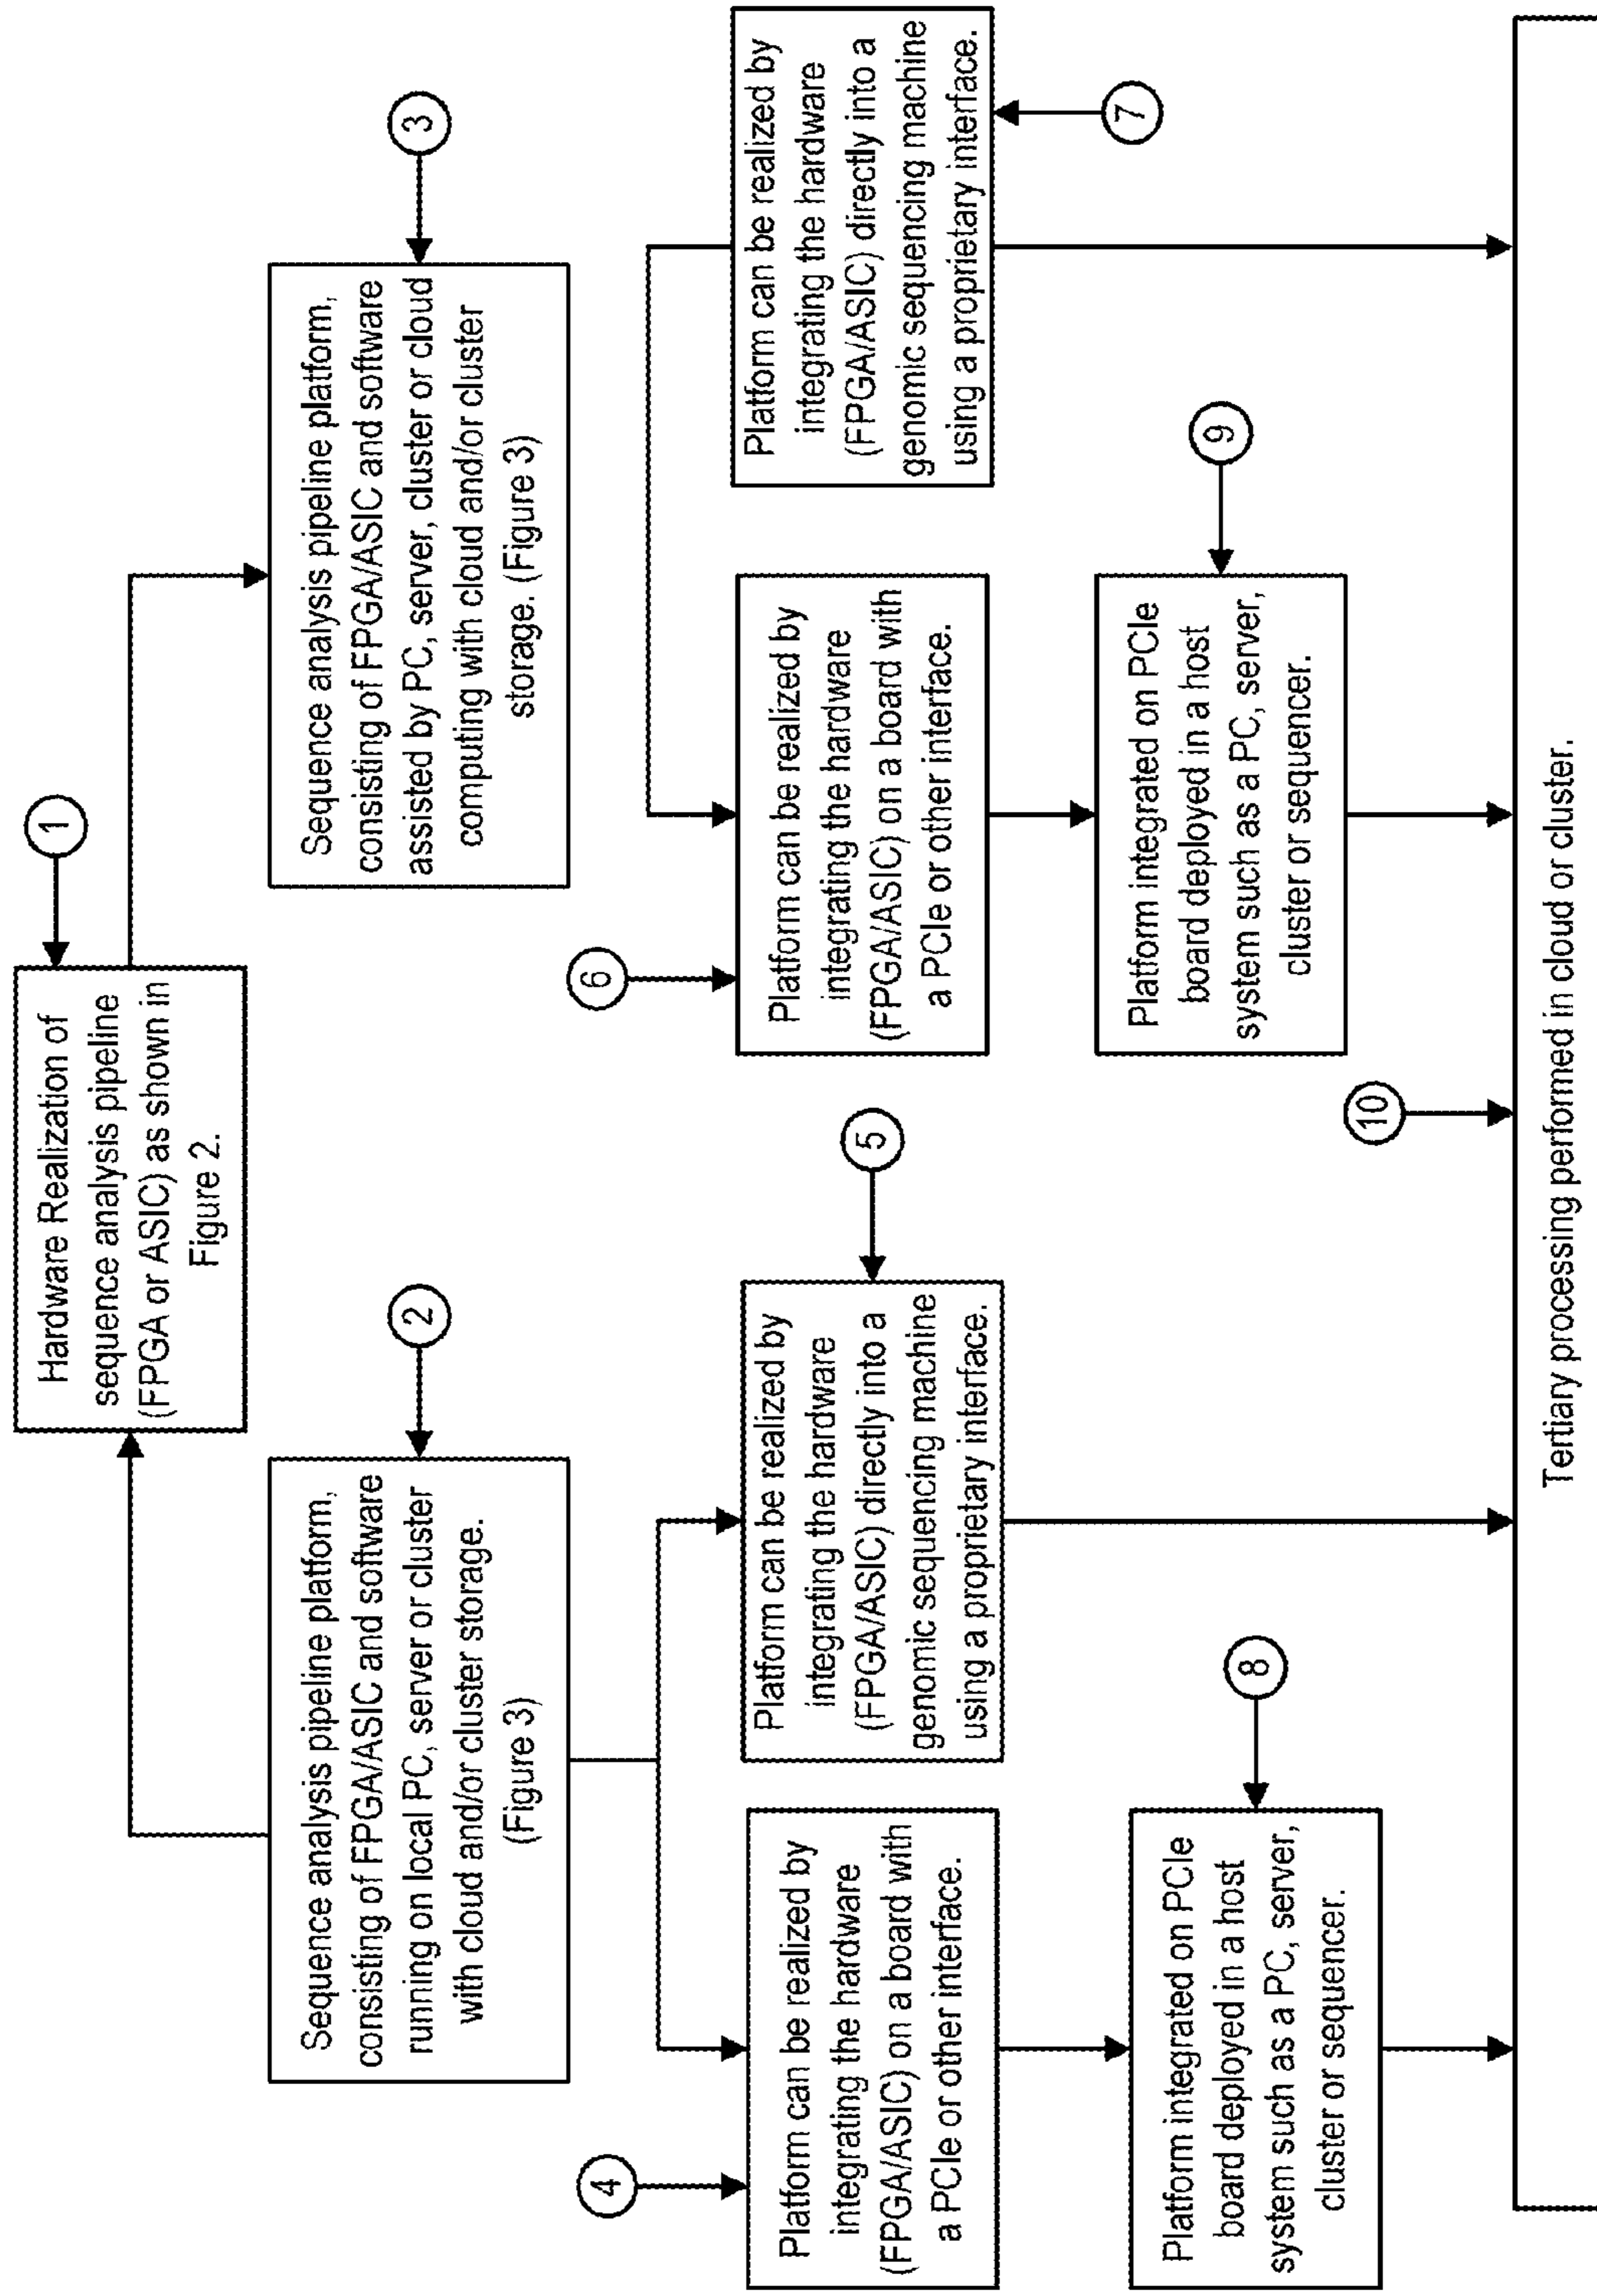 1
Hardware Realization of
sequence analysis pipeline
(FPGA or ASIC) as shown in
Figure 2.
2
Sequence analysis pipeline platform,
consisting of FPGA/ASIC and software
running on local PC, server or cluster
with cloud and/or cluster storage.
(Figure 3)
3
Sequence analysis pipeline platform,
consisting of FPGA/ASIC and software
assisted by PC, server, cluster or cloud
computing with cloud and/or cluster
storage. (Figure 3)
4
Platform can be realized by
integrating the hardware
(FPGA/ASIC) on a board with
a PCIe or other interface.
5
Platform can be realized by
integrating the hardware
(FPGA/ASIC) directly into a
genomic sequencing machine
using a proprietary interface.
6
Platform can be realized by
integrating the hardware
(FPGA/ASIC) on a board with
a PCIe or other interface.
Platform can be realized by
integrating the hardware
(FPGA/ASIC) directly into a
genomic sequencing machine
using a proprietary interface.
7
8
Platform integrated on PCIe
board deployed in a host
system such as a PC, server,
cluster or sequencer.
9
Platform integrated on PCIe
board deployed in a host
system such as a PC, server,
cluster or sequencer.
10
Tertiary processing performed in cloud or cluster.